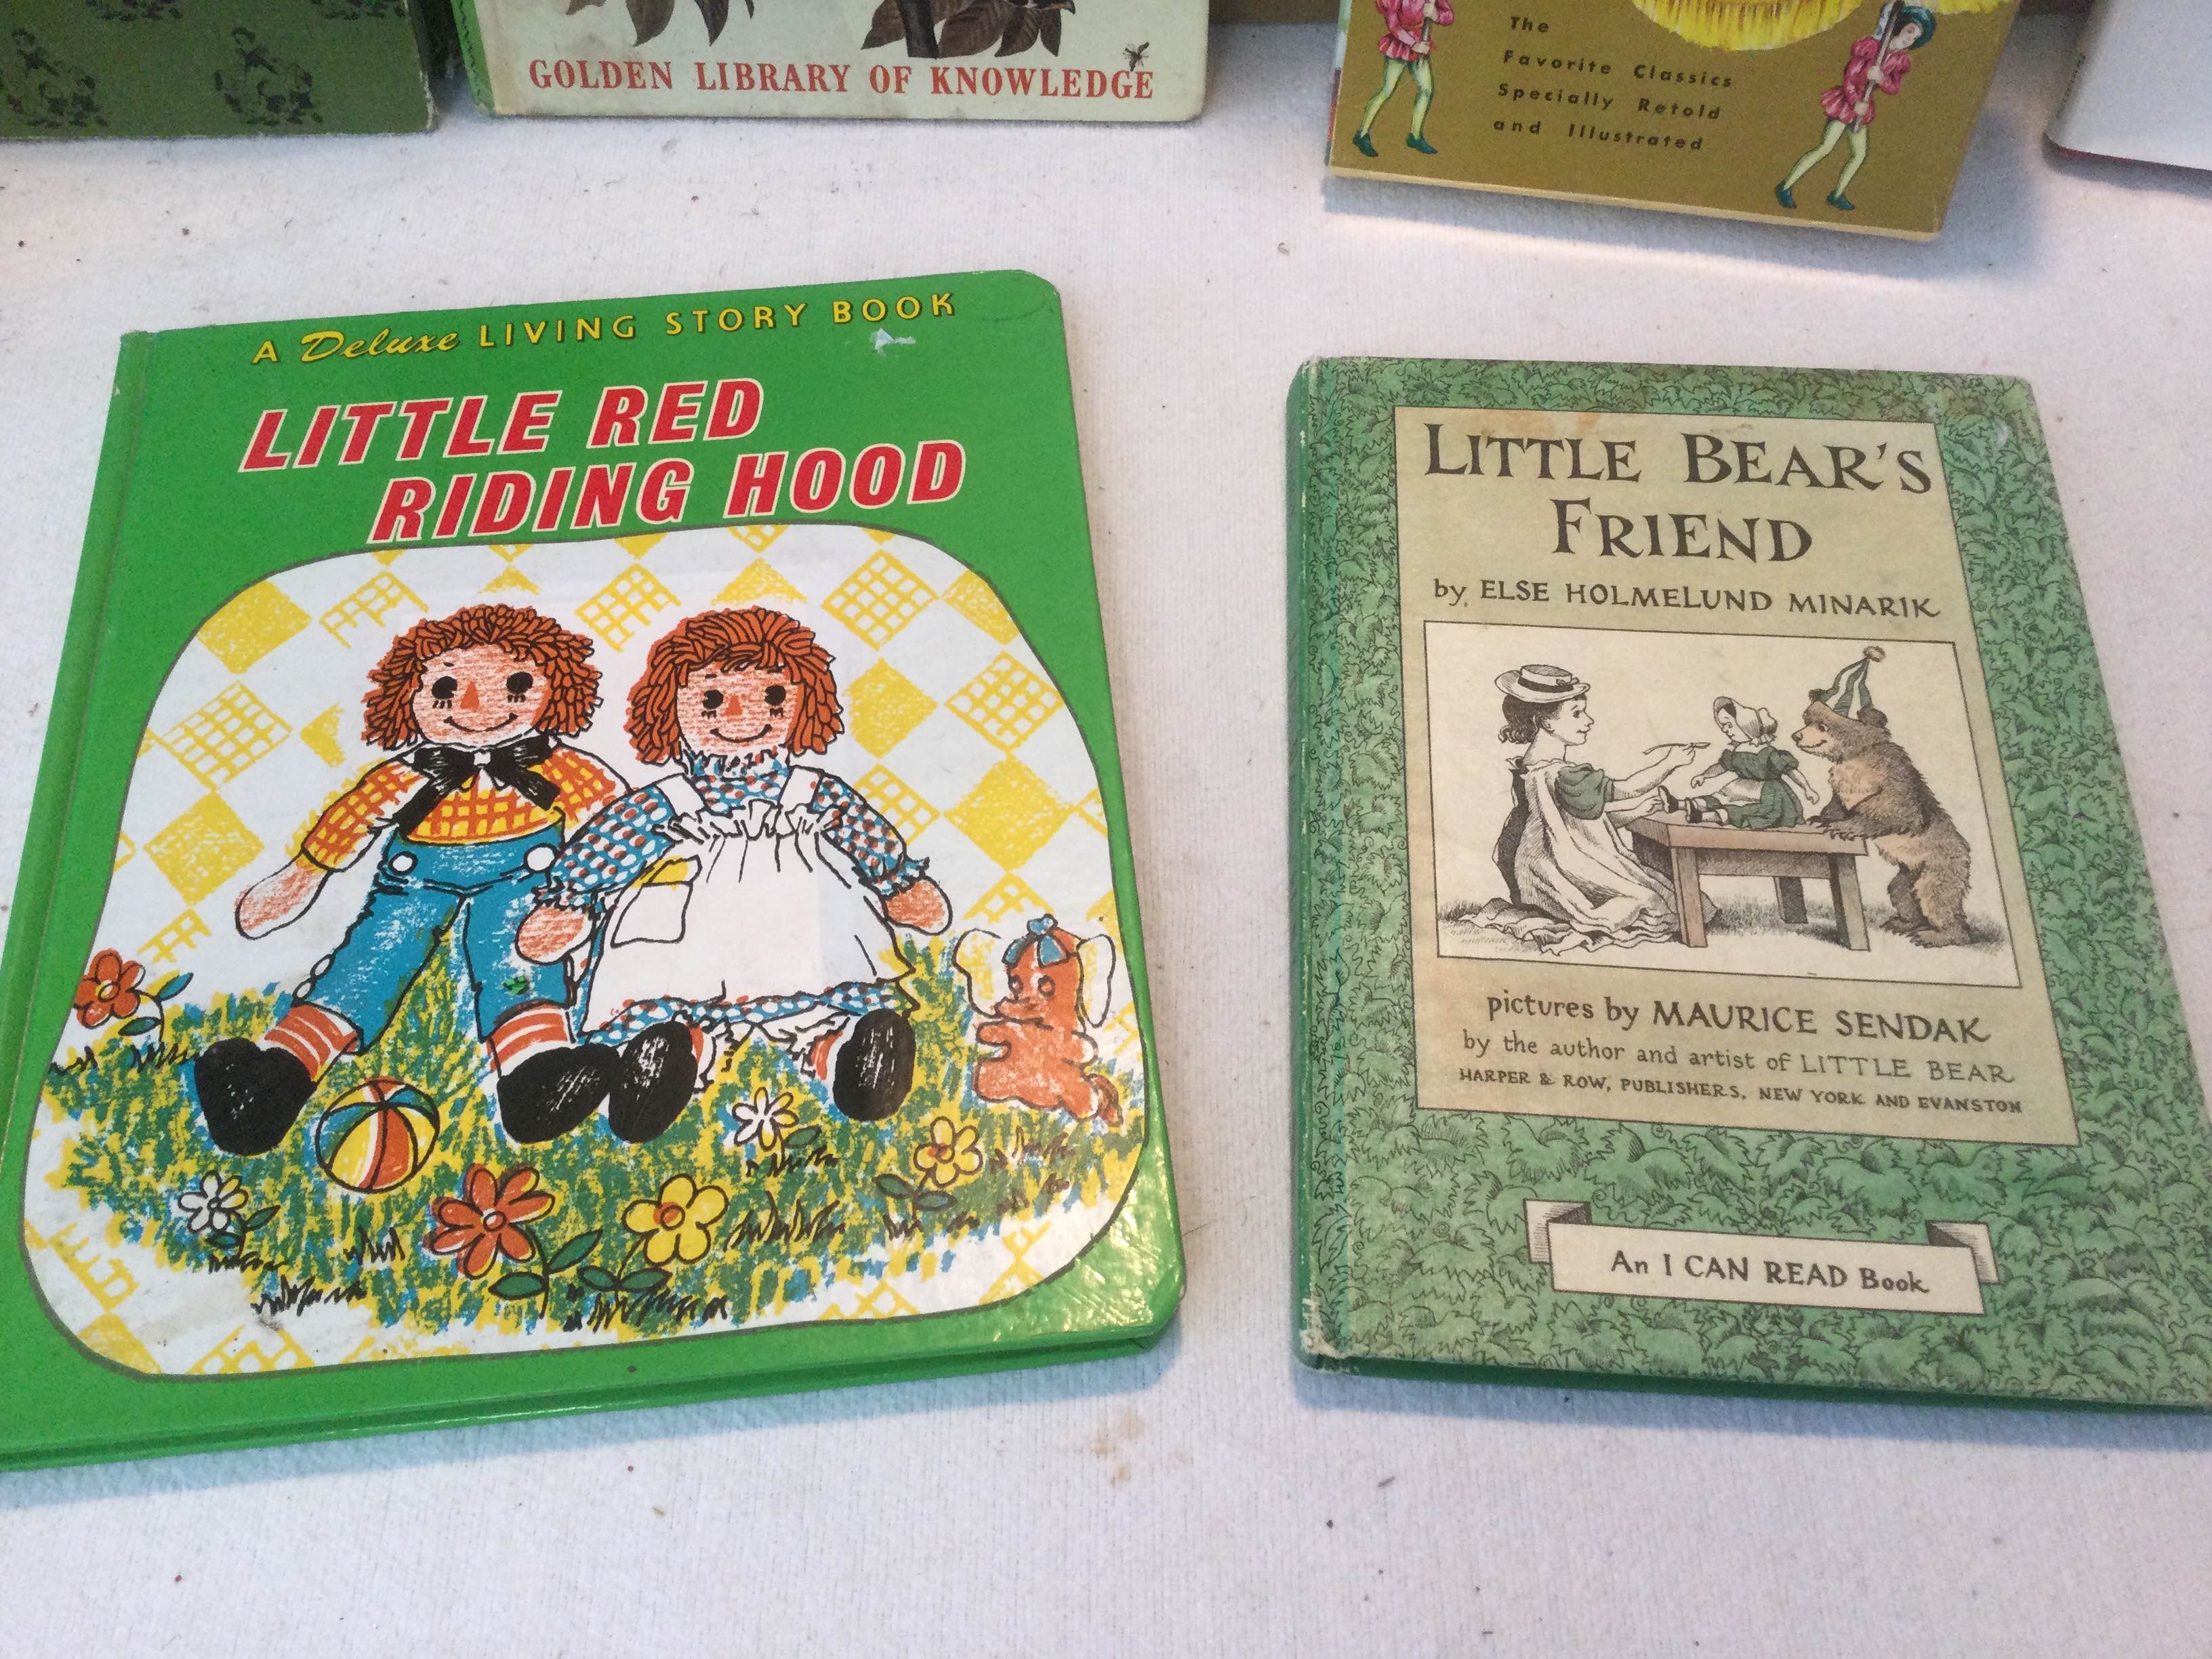 GOLDEN LIBRARY OF KNOWLEDGE
The
Favorite Classics
Specially Retold
and Illustrated
A Deluxe LIVING STORY BOOK
LITTLE RED
RIDING HOOD
LITTLE BEAR'S
FRIEND
by ELSE HOLMELUND MINARIK
pictures by MAURICE SENDAK
by the author and artist of LITTLE BEAR
HARPER & ROW, PUBLISHERS, NEW YORK AND EVANSTON
An I CAN READ Book